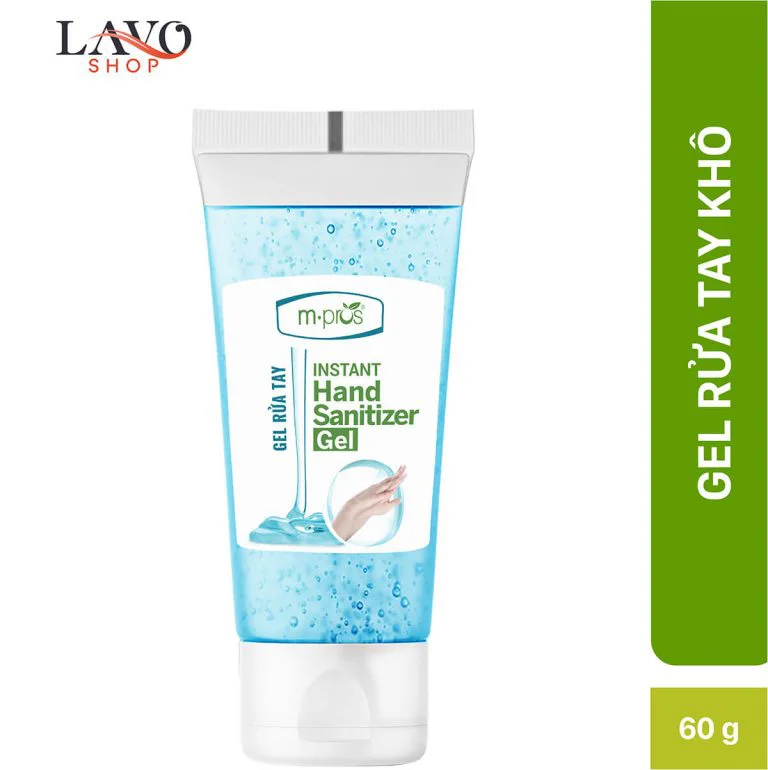 LAVO
SHOP
m·pros®
GEL RỬA TAY
INSTANT
Hand
Sanitizer
Gel
GEL RỬA TAY KHÔ
60 g